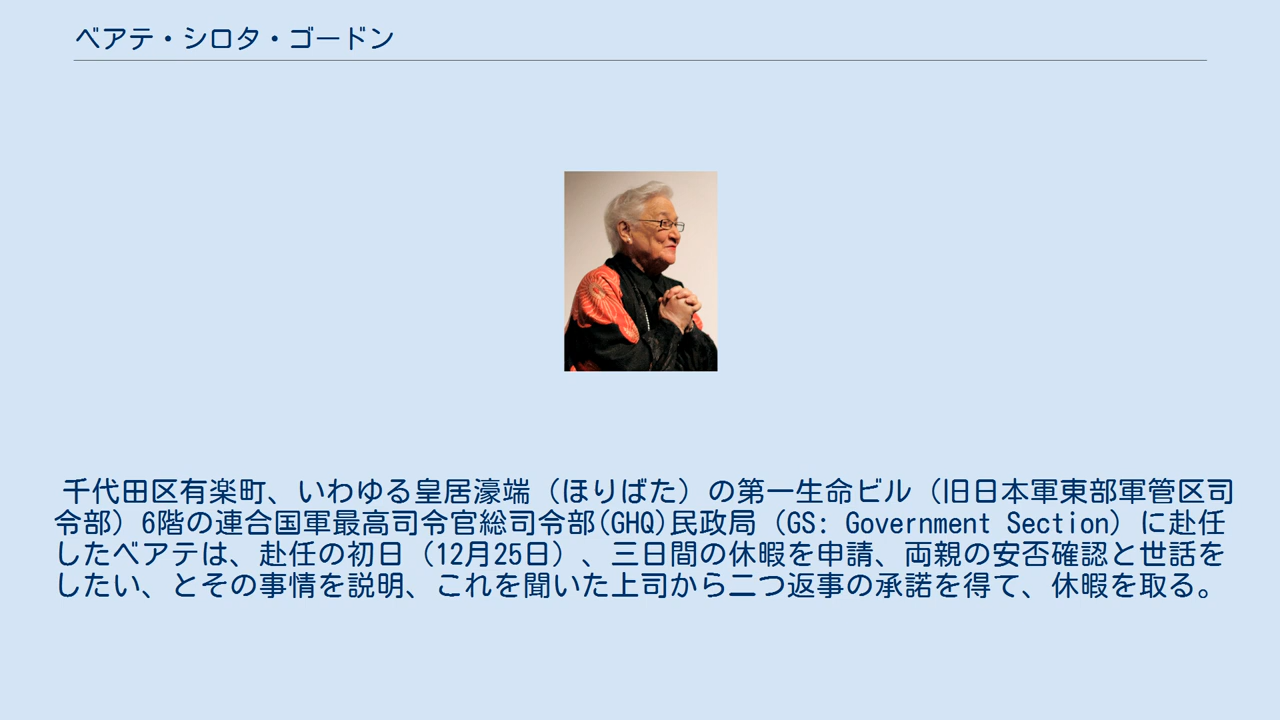 ベアテ・シロタ・ゴードン
千代田区有楽町、いわゆる皇居濠端（ほりばた）の第一生命ビル（旧日本軍東部軍管区司
令部）6階の連合国軍最高司令官総司令部(GHQ)民政局（GS: Government Section）に赴任
したベアテは、赴任の初日（12月25日）、三日間の休暇を申請、両親の安否確認と世話を
したい、とその事情を説明、これを聞いた上司から二つ返事の承諾を得て、休暇を取る。